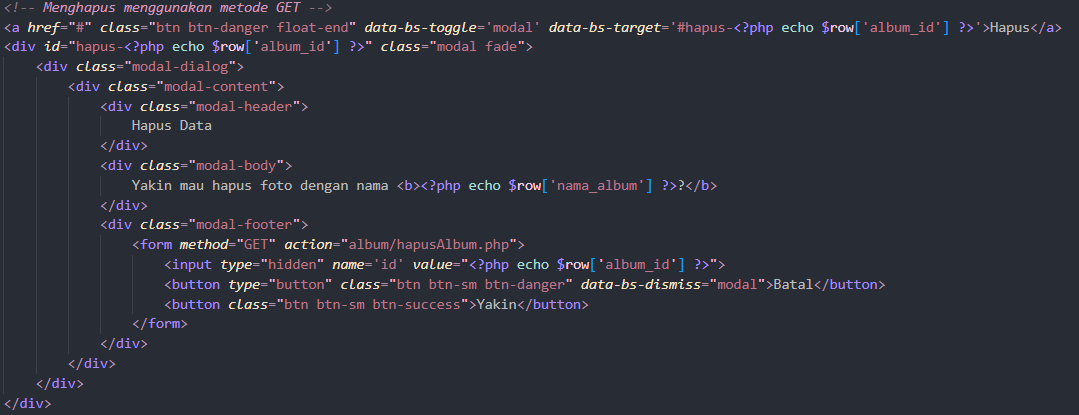 <!-- Menghapus menggunakan metode GET -->
<a href="#" class="btn btn-danger float-end" data-bs-toggle='modal' data-bs-target='#hapus-<?php echo $row['album_id'] ?>'>Hapus</a>
<div id="hapus-<?php echo $row['album_id'] ?>" class="modal fade">
    <div class="modal-dialog">
        <div class="modal-content">
            <div class="modal-header">
                Hapus Data
            </div>
            <div class="modal-body">
                Yakin mau hapus foto dengan nama <b><?php echo $row['nama_album'] ?>?</b>
            </div>
            <div class="modal-footer">
                <form method="GET" action="album/hapusAlbum.php">
                    <input type="hidden" name='id' value="<?php echo $row['album_id'] ?>">
                    <button type="button" class="btn btn-sm btn-danger" data-bs-dismiss="modal">Batal</button>
                    <button class="btn btn-sm btn-success">Yakin</button>
                </form>
            </div>
        </div>
    </div>
</div>